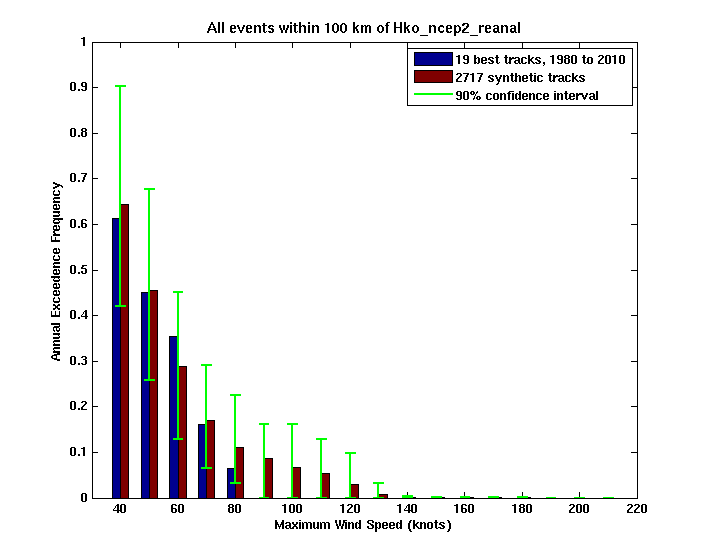 All events within 100 km of Hko_ncep2_reanal
19 best tracks, 1980 to 2010
2717 synthetic tracks
90% confidence interval
Annual Exceedence Frequency
1
0.9
0.8
0.7
0.6
0.5
0.4
0.3
0.2
0.1
0
40 60 80 100 120 140 160 180 200 220
Maximum Wind Speed (knots)